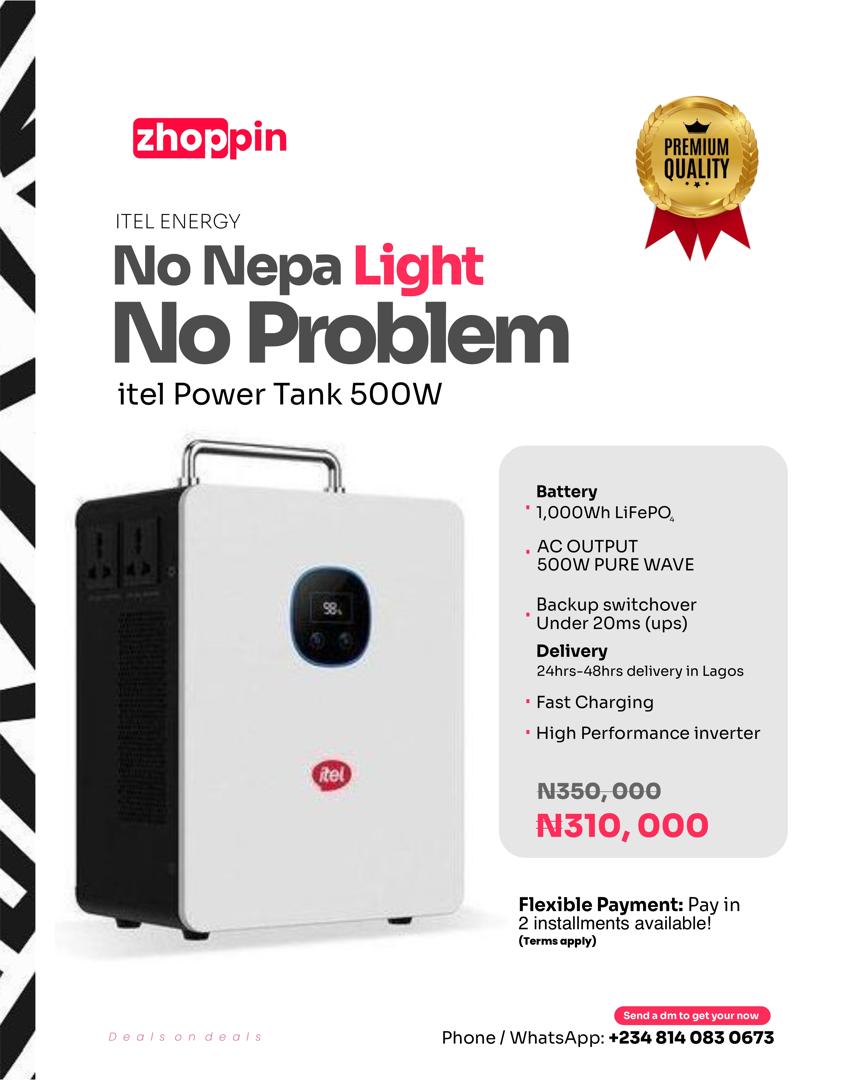 zhoppin
PREMIUM
QUALITY
ITEL ENERGY
No Nepa Light
No Problem
itel Power Tank 500W
98%
itel
Battery
1,000Wh LiFePO₄
AC OUTPUT
500W PURE WAVE
Backup switchover
Under 20ms (ups)
Delivery
24hrs-48hrs delivery in Lagos
Fast Charging
High Performance inverter
₦350, 000
₦310, 000
Flexible Payment: Pay in
2 installments available!
(Terms apply)
Send a dm to get your now
Deals on deals
Phone / WhatsApp: +234 814 083 0673